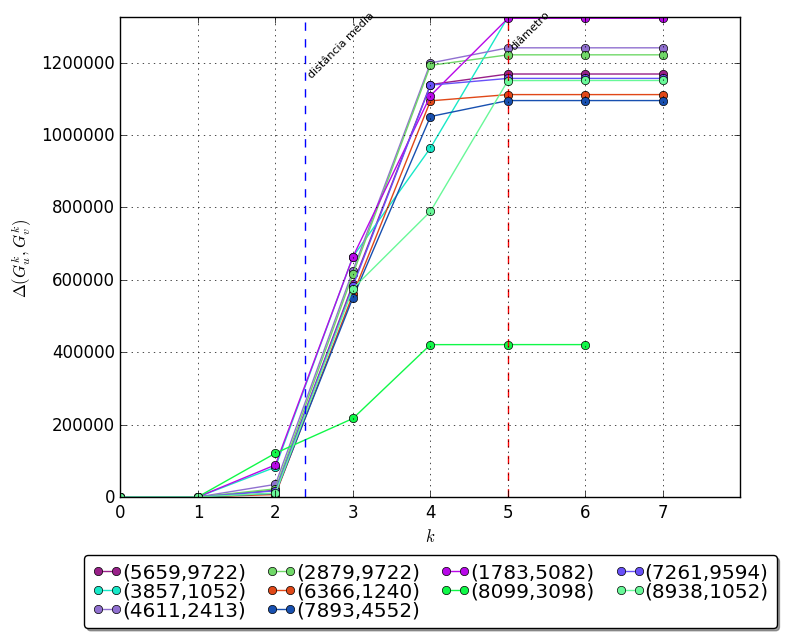 distância média
diâmetro
1200000
1000000
800000
600000
400000
200000
0
Δ(G_u^k, G_v^k)
0 1 2 3 4 5 6 7
k
(5659,9722) (2879,9722) (1783,5082) (7261,9594)
(3857,1052) (6366,1240) (8099,3098) (8938,1052)
(4611,2413) (7893,4552)